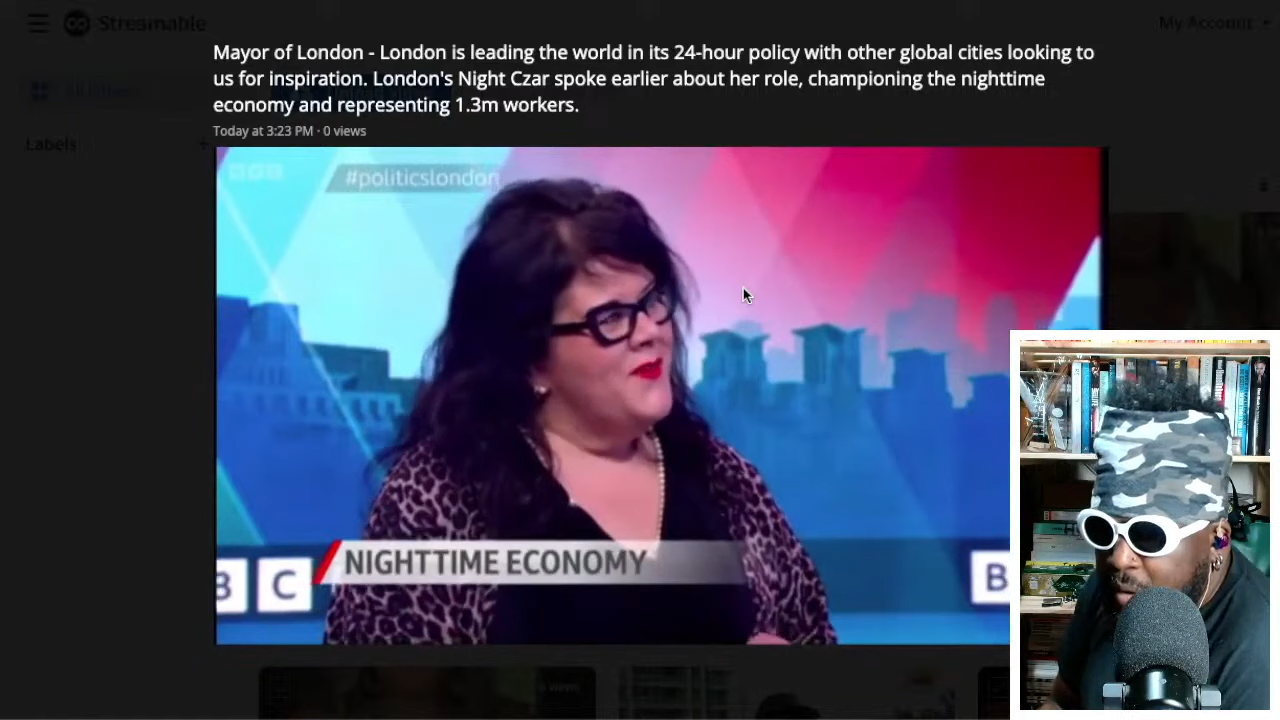 Streamable
My Account
Mayor of London - London is leading the world in its 24-hour policy with other global cities looking to
us for inspiration. London's Night Czar spoke earlier about her role, championing the nighttime
economy and representing 1.3m workers.
Today at 3:23 PM · 0 views
Labels
BBC
#politicslondon
NIGHTTIME ECONOMY
B C
B